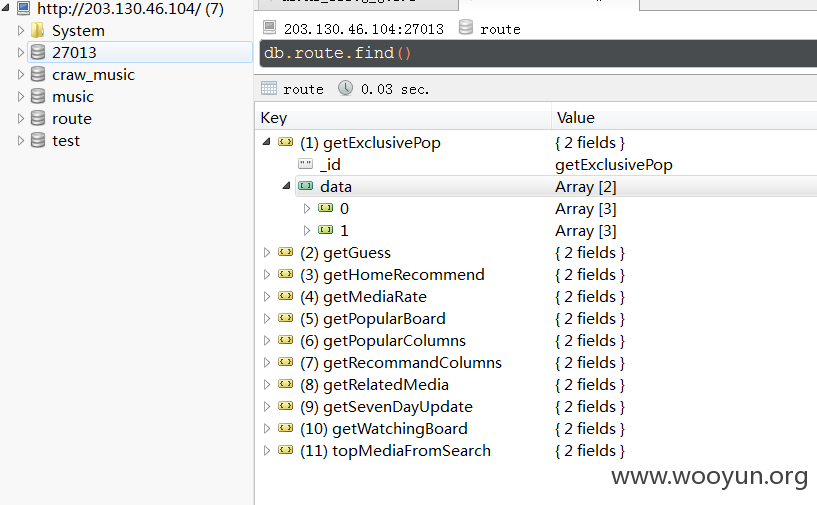 http://203.130.46.104/ (7)
System
27013
craw_music
music
route
test
203.130.46.104:27013 route
db.route.find()
route 0.03 sec.
Key Value
(1) getExclusivePop { 2 fields }
_id getExclusivePop
data Array [2]
0 Array [3]
1 Array [3]
(2) getGuess { 2 fields }
(3) getHomeRecommend { 2 fields }
(4) getMediaRate { 2 fields }
(5) getPopularBoard { 2 fields }
(6) getPopularColumns { 2 fields }
(7) getRecommandColumns { 2 fields }
(8) getRelatedMedia { 2 fields }
(9) getSevenDayUpdate { 2 fields }
(10) getWatchingBoard { 2 fields }
(11) topMediaFromSearch { 2 fields }
www.wooyun.org